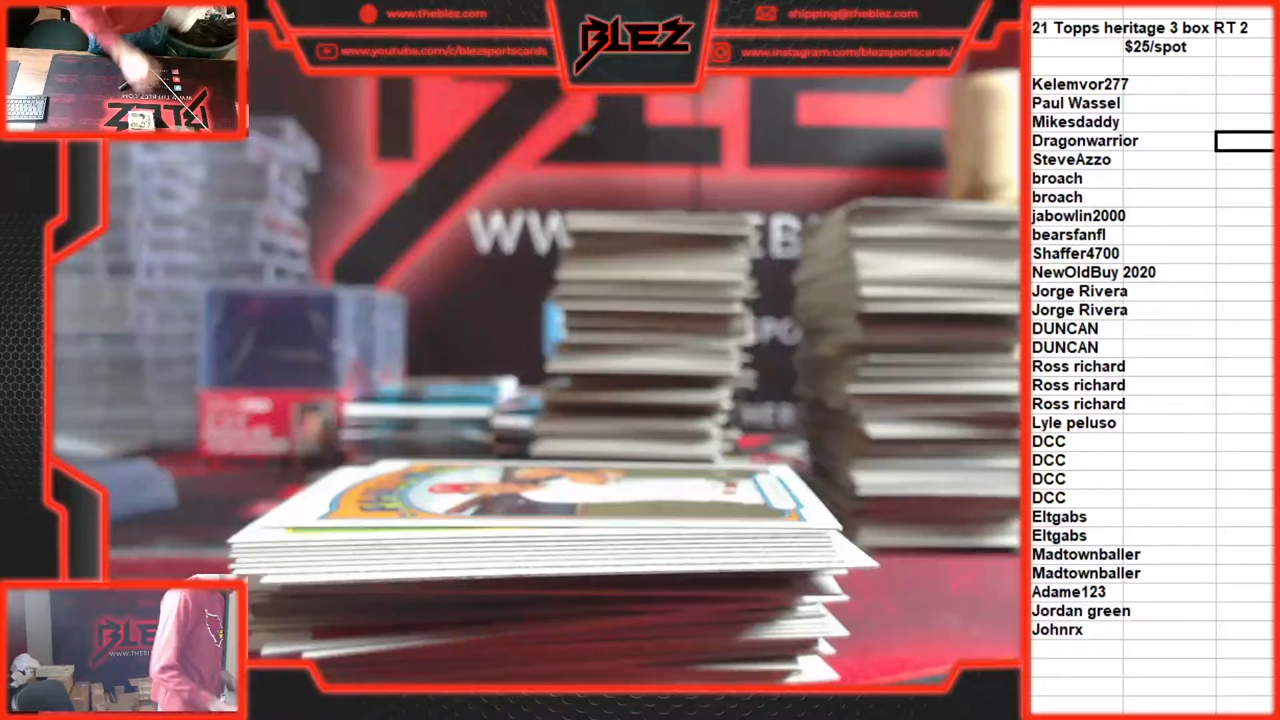 www.theblez.com
shipping@theblez.com
www.youtube.com/c/blezsportscards
www.instagram.com/blezsportscards/
BLEZ
21 Topps heritage 3 box RT 2
$25/spot
Kelemvor277
Paul Wassel
Mikesdaddy
Dragonwarrior
SteveAzzo
broach
broach
jabowlin2000
bearsfanfl
Shaffer4700
NewOldBuy 2020
Jorge Rivera
Jorge Rivera
DUNCAN
DUNCAN
Ross richard
Ross richard
Ross richard
Lyle peluso
DCC
DCC
DCC
DCC
Eltgabs
Eltgabs
Madtownballer
Madtownballer
Adame123
Jordan green
Johnrx
BLEZ